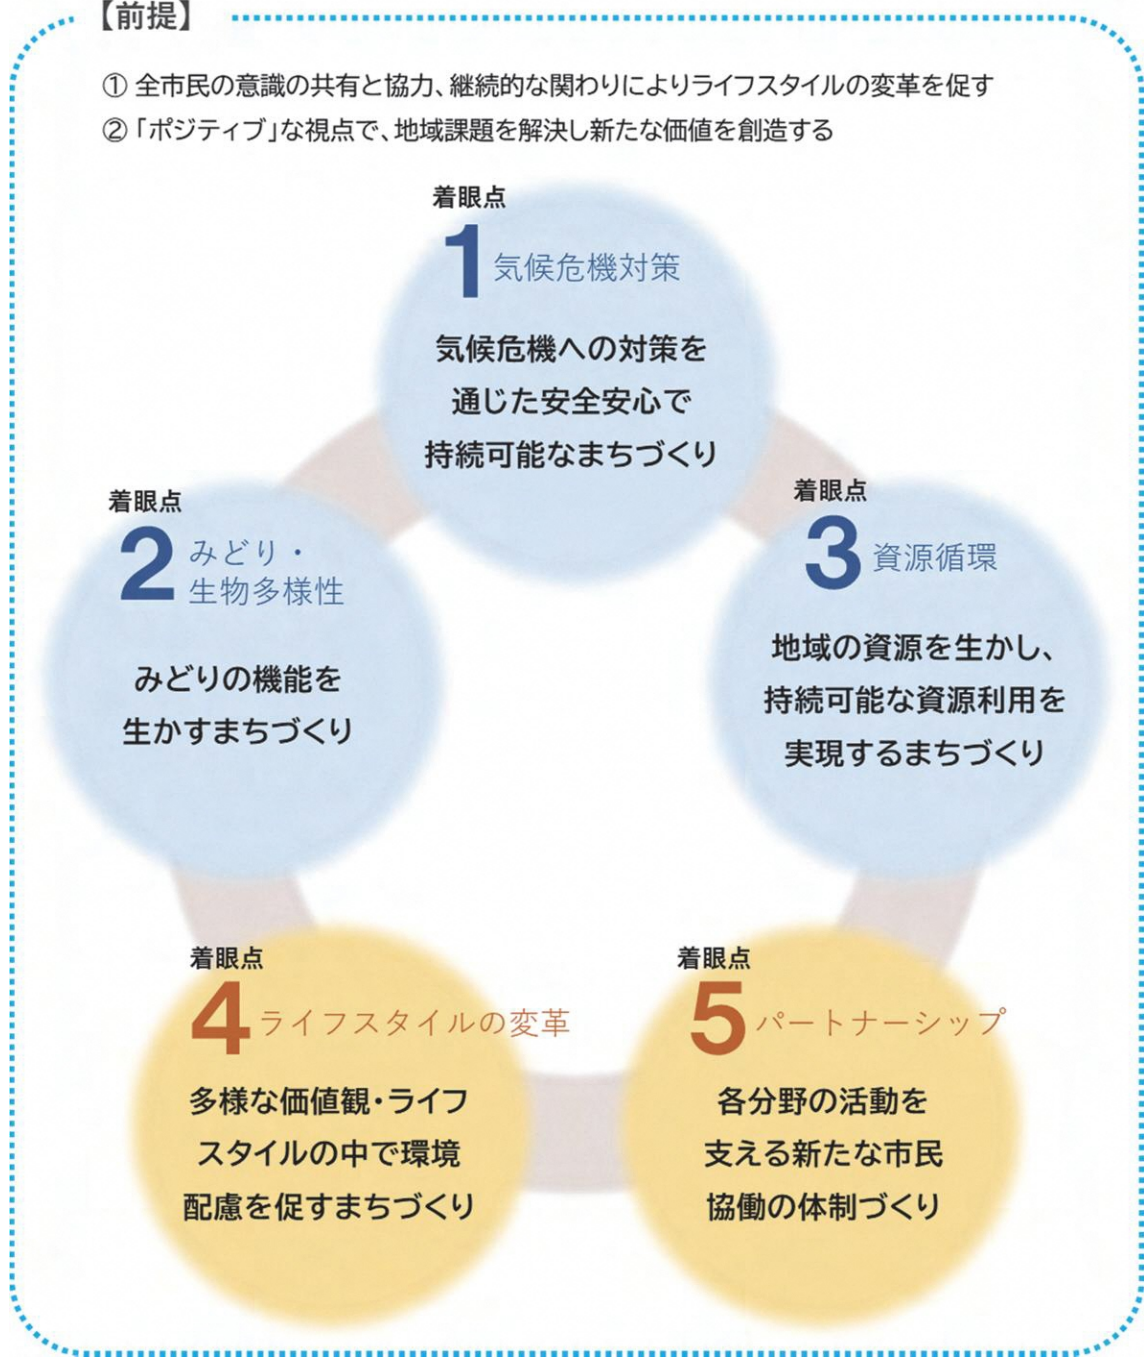 【前提】
① 全市民の意識の共有と協力、継続的な関わりによりライフスタイルの変革を促す
② 「ポジティブ」な視点で、地域課題を解決し新たな価値を創造する
着眼点
1 気候危機対策
気候危機への対策を
通じた安全安心で
持続可能なまちづくり
着眼点
2 みどり・
生物多様性
みどりの機能を
生かすまちづくり
着眼点
3 資源循環
地域の資源を生かし、
持続可能な資源利用を
実現するまちづくり
着眼点
4 ライフスタイルの変革
多様な価値観・ライフ
スタイルの中で環境
配慮を促すまちづくり
着眼点
5 パートナーシップ
各分野の活動を
支える新たな市民
協働の体制づくり